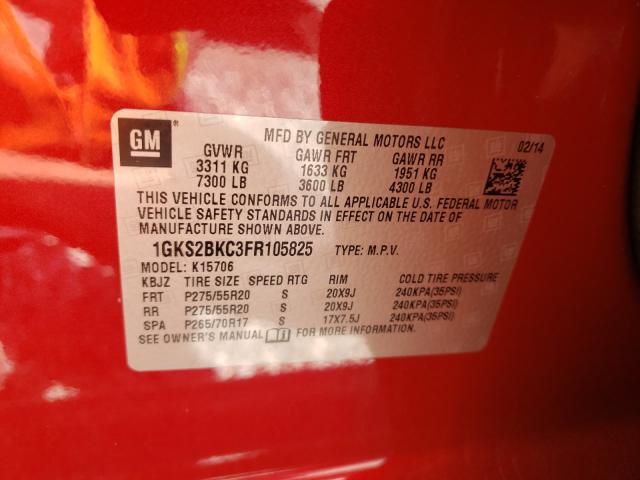 GM ®
MFD BY GENERAL MOTORS LLC 02/14
GVWR GAWR FRT GAWR RR
3311 KG 1633 KG 1951 KG
7300 LB 3600 LB 4300 LB
THIS VEHICLE CONFORMS TO ALL APPLICABLE U.S. FEDERAL MOTOR
VEHICLE SAFETY STANDARDS IN EFFECT ON THE DATE OF
MANUFACTURE SHOWN ABOVE.
1GKS2BKC3FR105825 TYPE: M.P.V.
MODEL: K15706
KBJZ TIRE SIZE SPEED RTG RIM COLD TIRE PRESSURE
FRT P275/55R20 S 20X9J 240KPA(35PSI)
RR P275/55R20 S 20X9J 240KPA(35PSI)
SPA P265/70R17 S 17X7.5J 240KPA(35PSI)
SEE OWNER'S MANUAL FOR MORE INFORMATION.